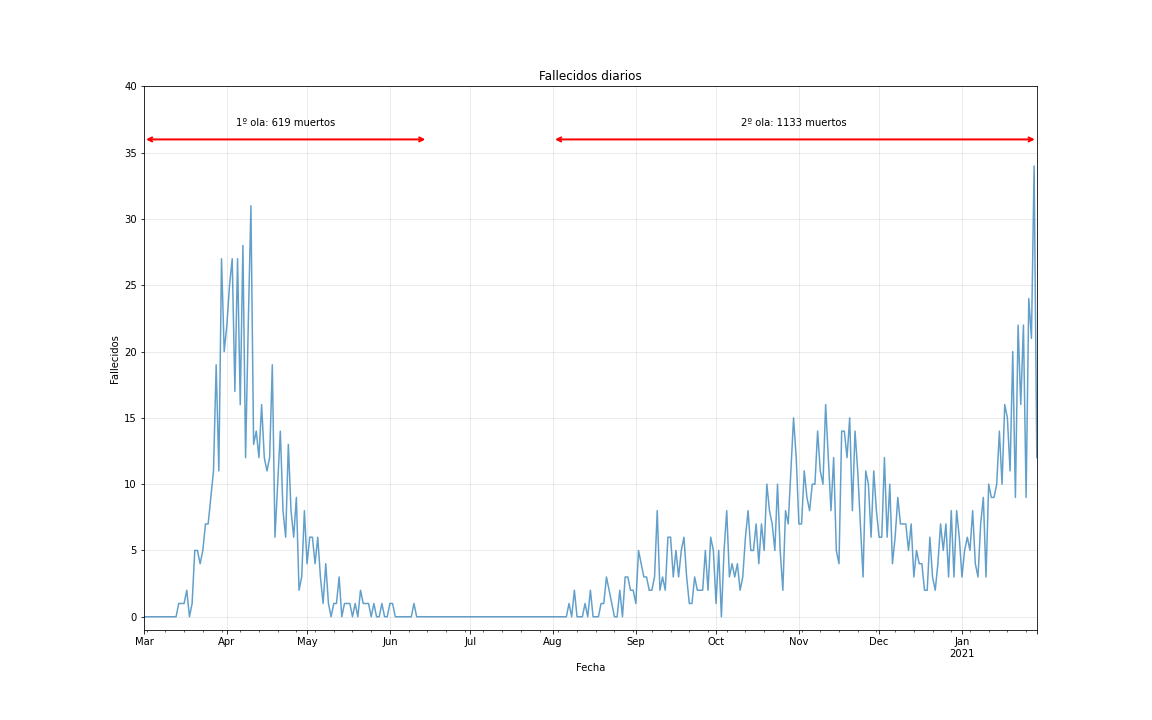 Fallecidos diarios
40
1º ola: 619 muertos
2º ola: 1133 muertos
35
30
25
20
15
10
5
0
Fallecidos
Mar Apr May Jun Jul Aug Sep Oct Nov Dec Jan
2021
Fecha